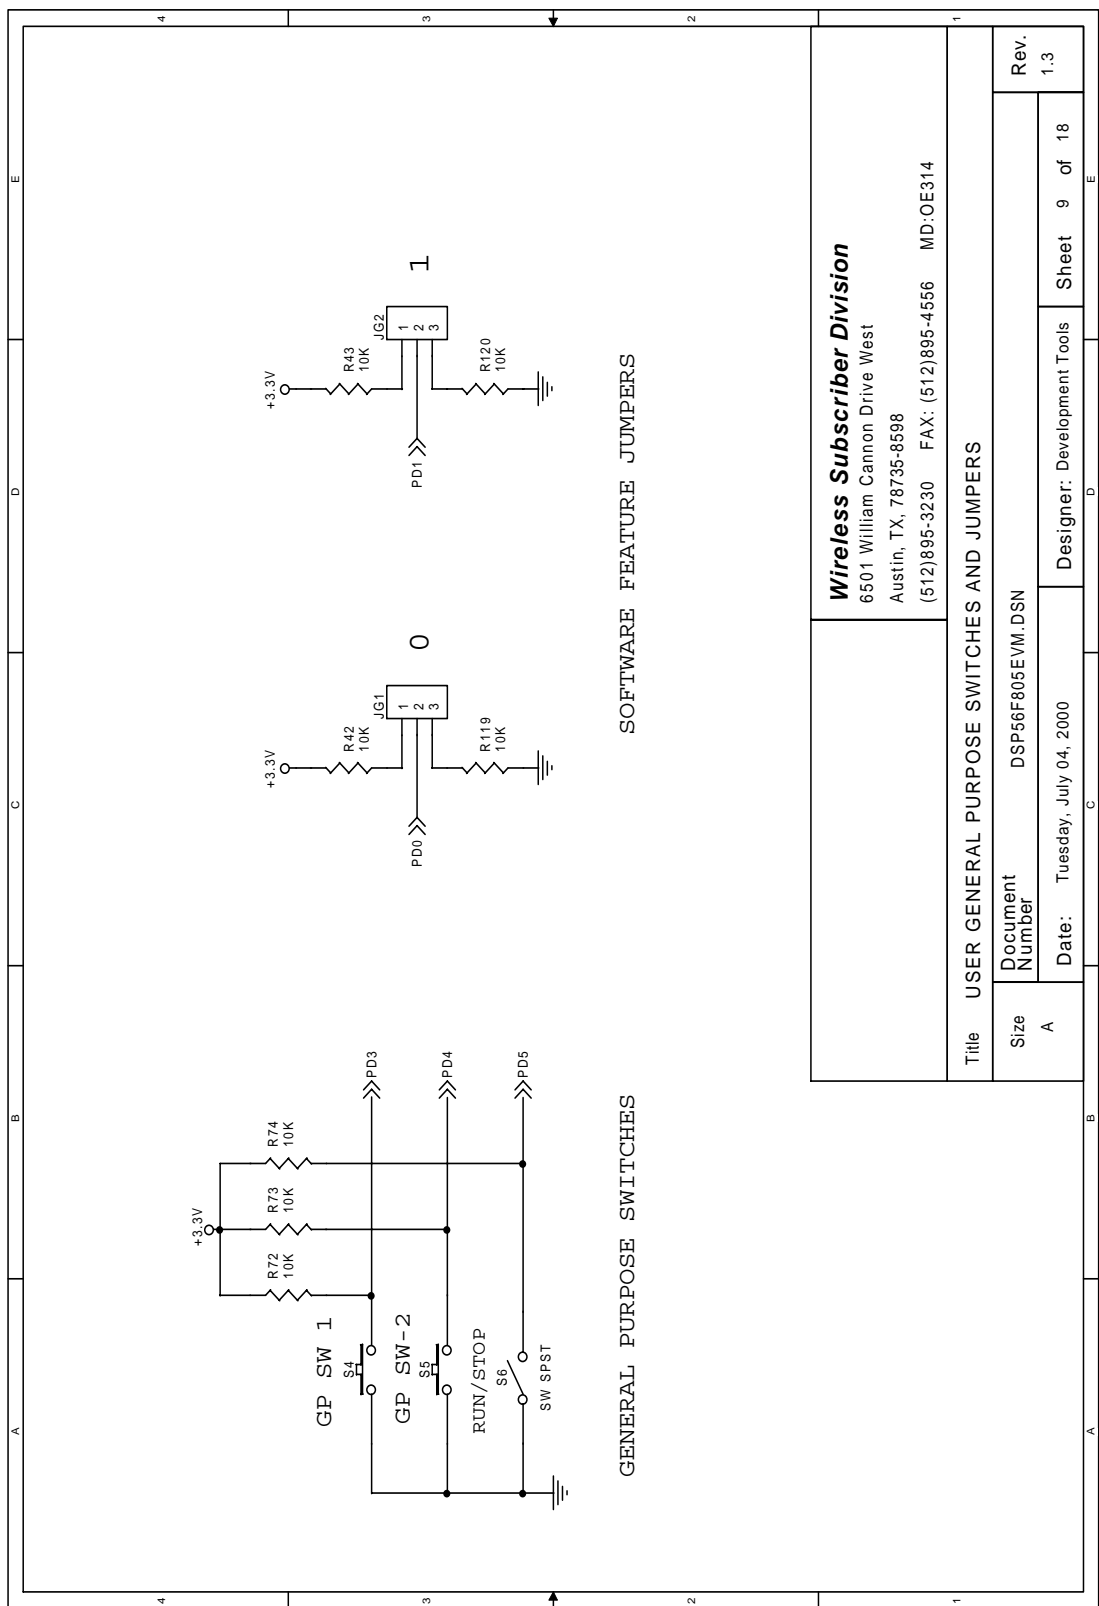 A
B
C
D
E
4
3
2
1
+3.3V
R72
10K
R73
10K
R74
10K
GP SW 1
S4
PD3
GP SW-2
S5
PD4
RUN/STOP
S6
SW SPST
PD5
GENERAL PURPOSE SWITCHES
+3.3V
R42
10K
JG1
1
2
3
0
PD0
R119
10K
+3.3V
R43
10K
JG2
1
2
3
1
PD1
R120
10K
SOFTWARE FEATURE JUMPERS
Wireless Subscriber Division
6501 William Cannon Drive West
Austin, TX, 78735-8598
(512)895-3230 FAX: (512)895-4556 MD:OE314
Title USER GENERAL PURPOSE SWITCHES AND JUMPERS
Size
A
Document
Number
DSP56F805EVM.DSN
Rev.
1.3
Date: Tuesday, July 04, 2000
Designer: Development Tools
Sheet 9 of 18
A
B
C
D
E
4
3
2
1